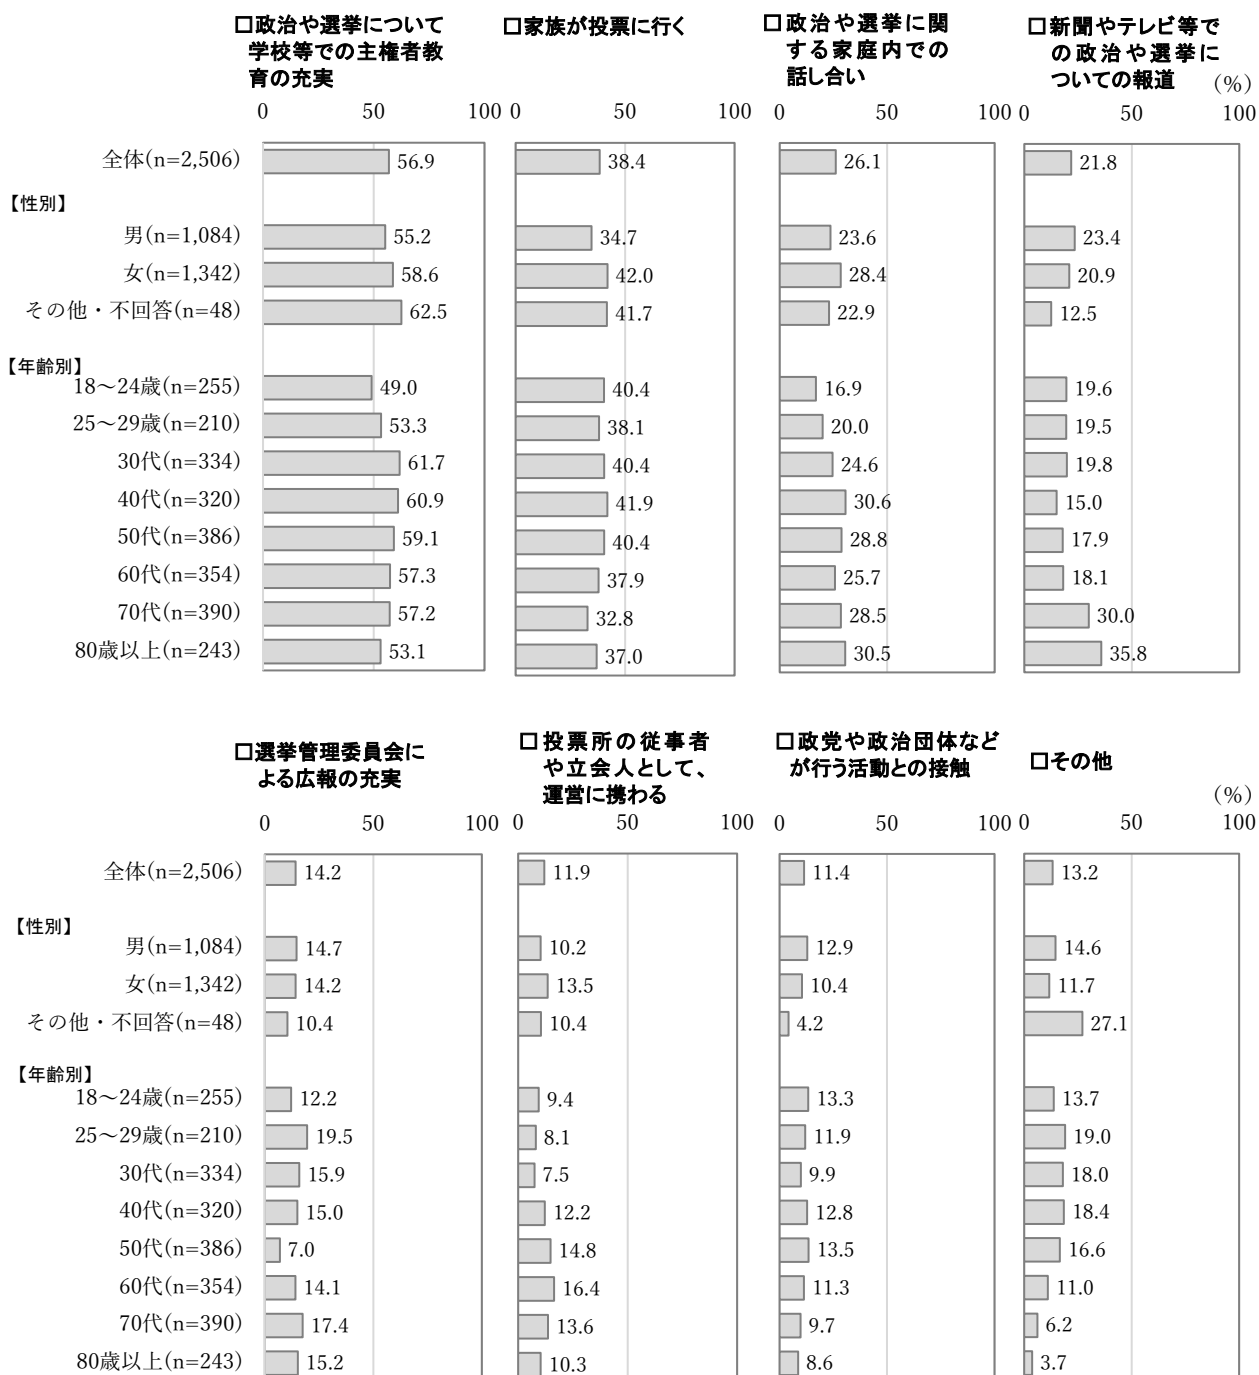 □政治や選挙について
学校等での主権者教
育の充実
□家族が投票に行く
□政治や選挙に関
する家庭内での
話し合い
□新聞やテレビ等で
の政治や選挙に
ついての報道
(%)
0 50 100 0 50 100 0 50 100 0 50 100
全体(n=2,506) 56.9 38.4 26.1 21.8
【性別】
男(n=1,084) 55.2 34.7 23.6 23.4
女(n=1,342) 58.6 42.0 28.4 20.9
その他・不回答(n=48) 62.5 41.7 22.9 12.5
【年齢別】
18～24歳(n=255) 49.0 40.4 16.9 19.6
25～29歳(n=210) 53.3 38.1 20.0 19.5
30代(n=334) 61.7 40.4 24.6 19.8
40代(n=320) 60.9 41.9 30.6 15.0
50代(n=386) 59.1 40.4 28.8 17.9
60代(n=354) 57.3 37.9 25.7 18.1
70代(n=390) 57.2 32.8 28.5 30.0
80歳以上(n=243) 53.1 37.0 30.5 35.8
□選挙管理委員会に
よる広報の充実
□投票所の従事者
や立会人として、
運営に携わる
□政党や政治団体など
が行う活動との接触
□その他
(%)
0 50 100 0 50 100 0 50 100 0 50 100
全体(n=2,506) 14.2 11.9 11.4 13.2
【性別】
男(n=1,084) 14.7 10.2 12.9 14.6
女(n=1,342) 14.2 13.5 10.4 11.7
その他・不回答(n=48) 10.4 10.4 4.2 27.1
【年齢別】
18～24歳(n=255) 12.2 9.4 13.3 13.7
25～29歳(n=210) 19.5 8.1 11.9 19.0
30代(n=334) 15.9 7.5 9.9 18.0
40代(n=320) 15.0 12.2 12.8 18.4
50代(n=386) 7.0 14.8 13.5 16.6
60代(n=354) 14.1 16.4 11.3 11.0
70代(n=390) 17.4 13.6 9.7 6.2
80歳以上(n=243) 15.2 10.3 8.6 3.7